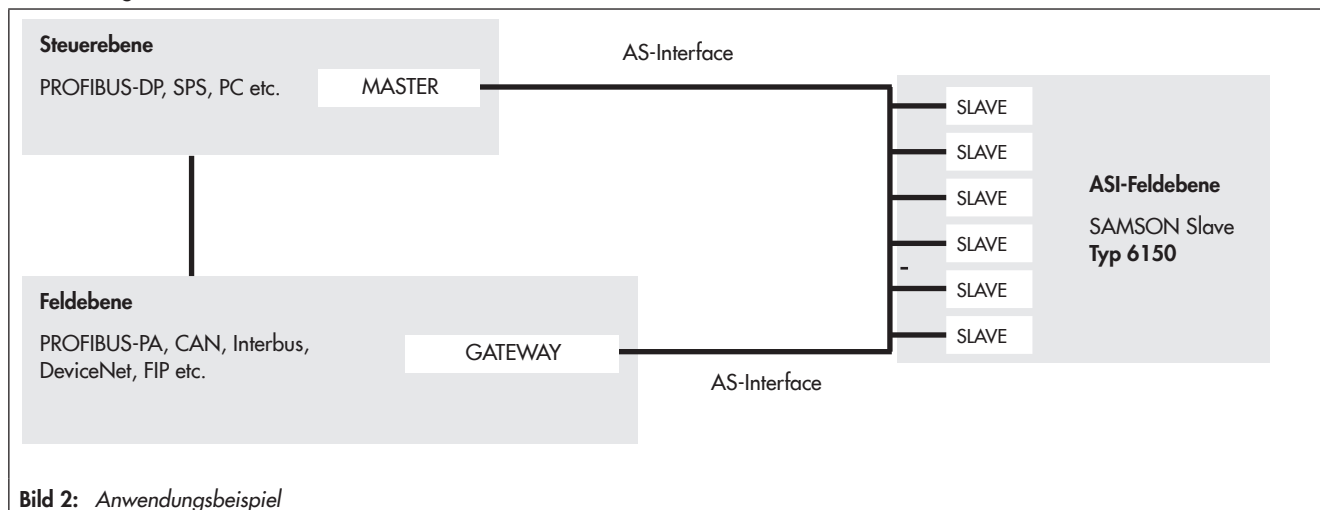 Steuerebene
PROFIBUS-DP, SPS, PC etc.
MASTER
AS-Interface
SLAVE
SLAVE
SLAVE
SLAVE
-
SLAVE
SLAVE
ASI-Feldebene
SAMSON Slave
Typ 6150
Feldebene
PROFIBUS-PA, CAN, Interbus,
DeviceNet, FIP etc.
GATEWAY
AS-Interface
Bild 2: Anwendungsbeispiel